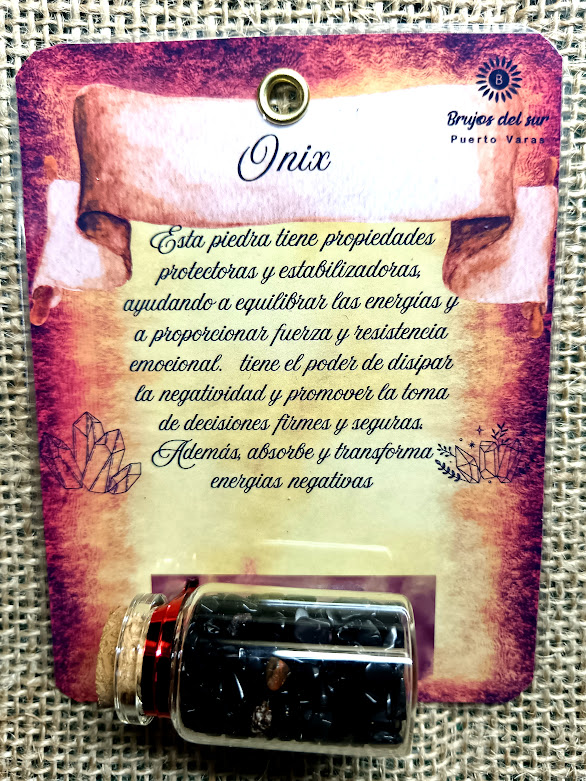 B
Brujos del sur
Puerto Varas
Onix
Esta piedra tiene propiedades
protectoras y estabilizadoras,
ayudando a equilibrar las energías y
a proporcionar fuerza y resistencia
emocional. tiene el poder de disipar
la negatividad y promover la toma
de decisiones firmes y seguras.
Además, absorbe y transforma
energias negativas